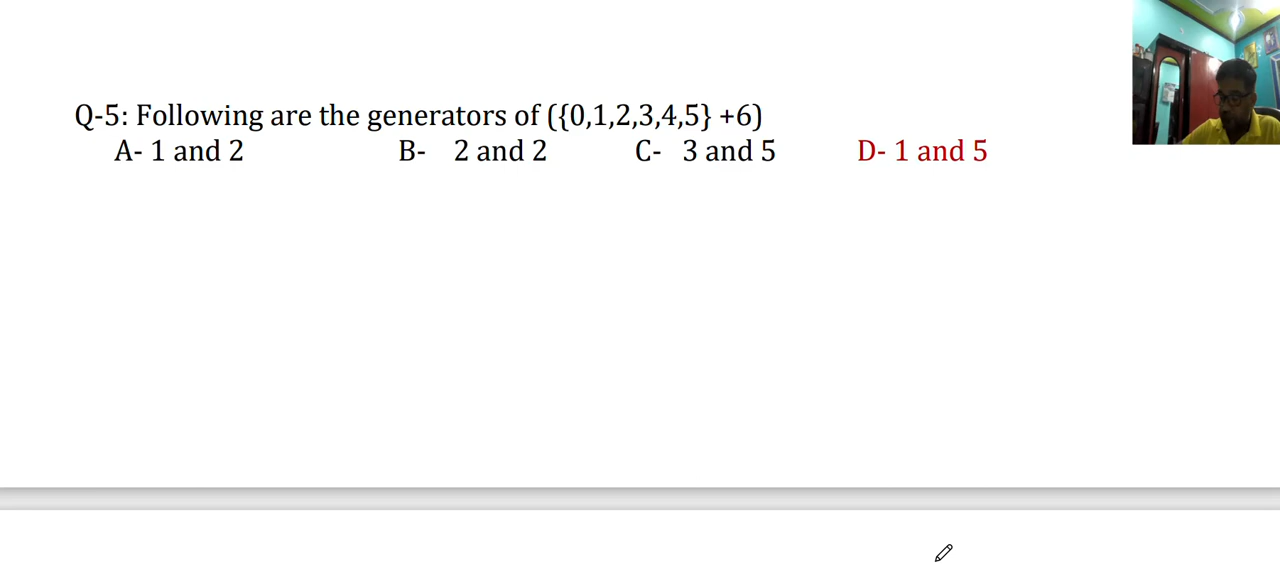 Q-5: Following are the generators of ({0,1,2,3,4,5} +6)
A- 1 and 2 B- 2 and 2 C- 3 and 5 D- 1 and 5